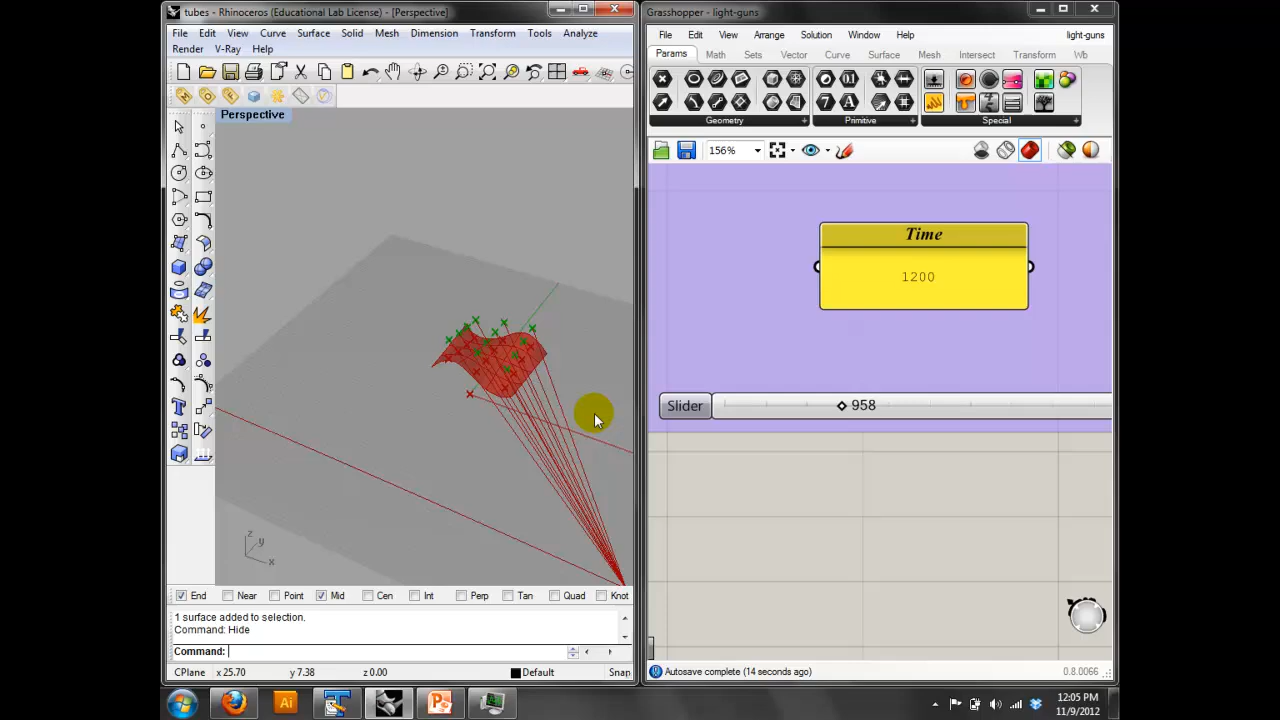 tubes - Rhinoceros (Educational Lab License) - [Perspective]
File Edit View Curve Surface Solid Mesh Dimension Transform Tools Analyze
Render V-Ray Help
Perspective
z
y
x
End Near Point Mid Cen Int Perp Tan Quad Knot
1 surface added to selection.
Command: Hide
Command:
CPlane x 25.70 y 7.38 z 0.00 Default Snap
Grasshopper - light-guns
File Edit View Arrange Solution Window Help light-guns
Params Math Sets Vector Curve Surface Mesh Intersect Transform Wb
Geometry Primitive Special
156%
Time
1200
Slider 958
Autosave complete (14 seconds ago) 0.8.0066
Ai
12:05 PM
11/9/2012